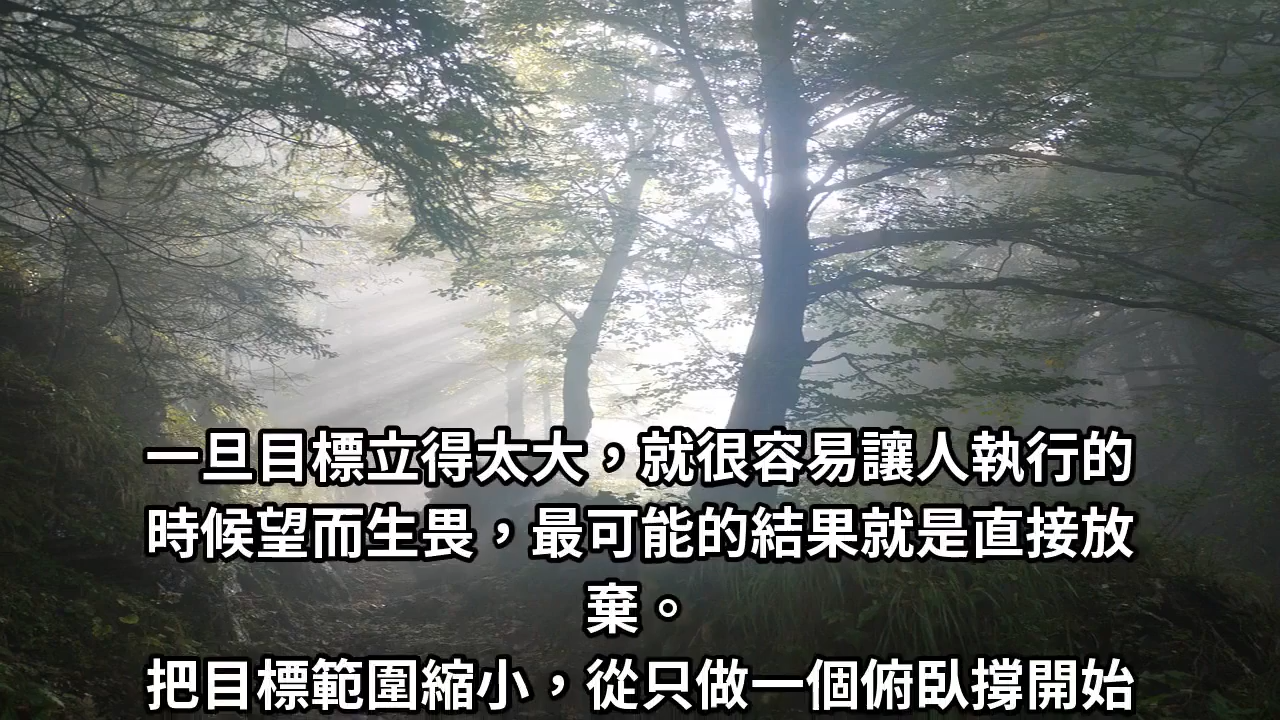 一旦目標立得太大，就很容易讓人執行的
時候望而生畏，最可能的結果就是直接放
棄。
把目標範圍縮小，從只做一個俯臥撐開始